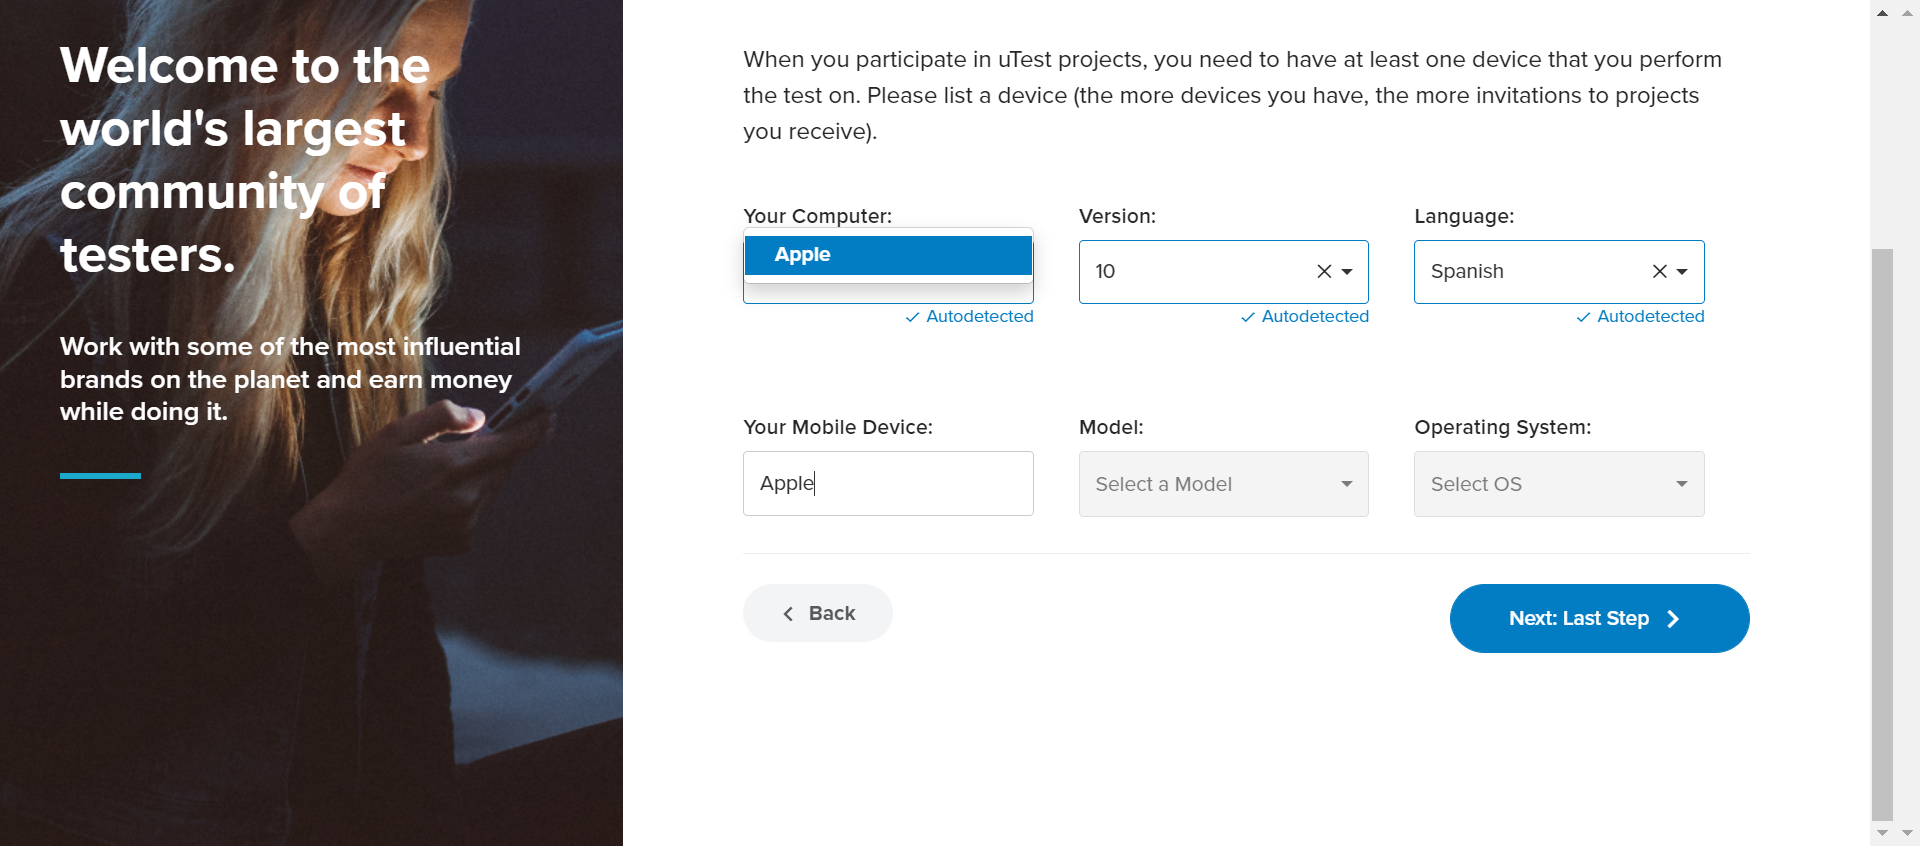 Welcome to the
world's largest
community of
testers.
Work with some of the most influential
brands on the planet and earn money
while doing it.
When you participate in uTest projects, you need to have at least one device that you perform
the test on. Please list a device (the more devices you have, the more invitations to projects
you receive).
Your Computer: Version: Language:
Apple
10 Spanish
Autodetected Autodetected Autodetected
Your Mobile Device: Model: Operating System:
Apple Select a Model Select OS
Back Next: Last Step